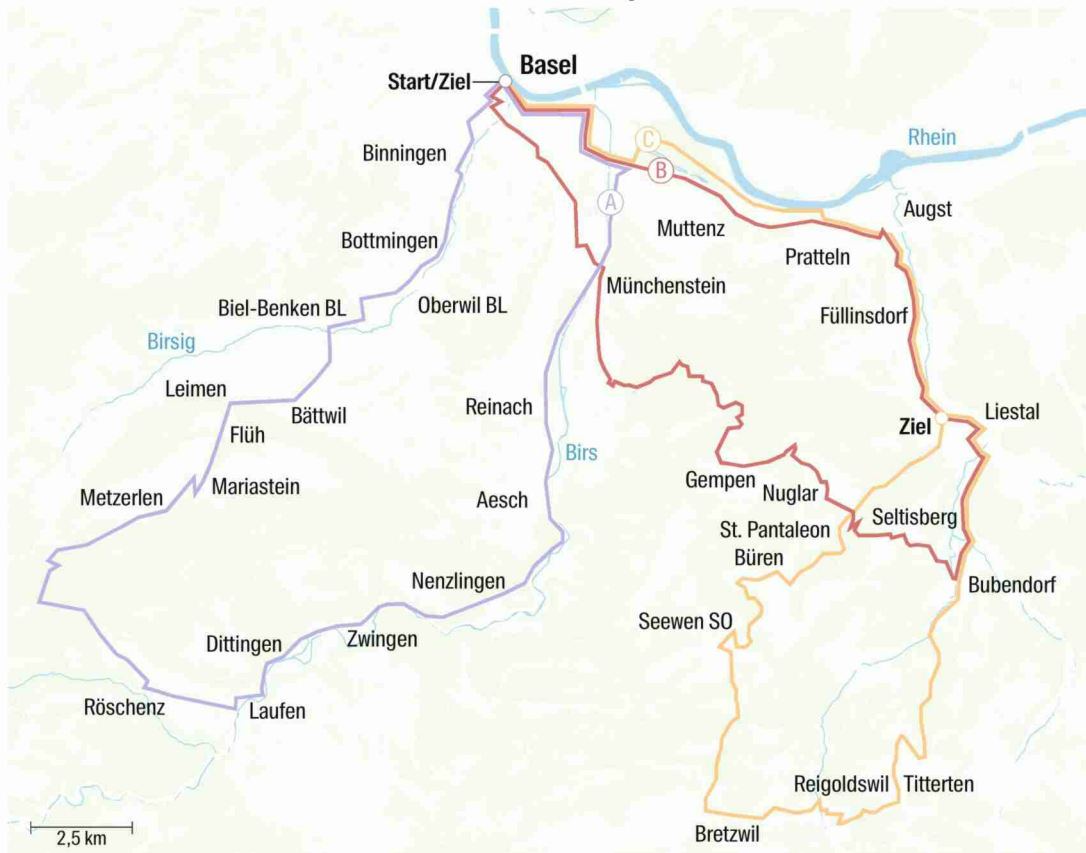 Basel
Start/Ziel
C
Rhein
Binningen
B
A
Augst
Muttenz
Bottmingen
Pratteln
Münchenstein
Biel-Benken BL
Oberwil BL
Füllinsdorf
Birsig
Leimen
Reinach
Bättwil
Liestal
Ziel
Flüh
Birs
Metzerlen
Mariastein
Gempen
Aesch
Nuglar
Seltisberg
St. Pantaleon
Büren
Nenzlingen
Bubendorf
Seewen SO
Dittingen
Zwingen
Röschenz
Laufen
Reigoldswil
Titterten
Bretzwil
2,5 km